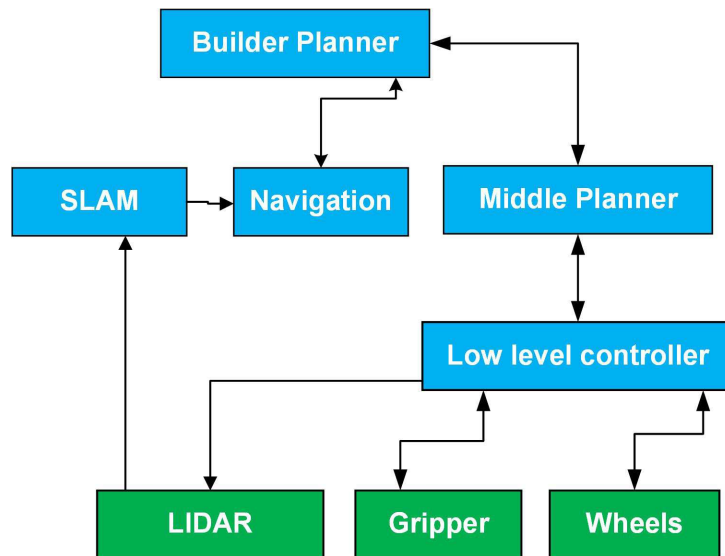 Builder Planner
SLAM
Navigation
Middle Planner
Low level controller
LIDAR
Gripper
Wheels